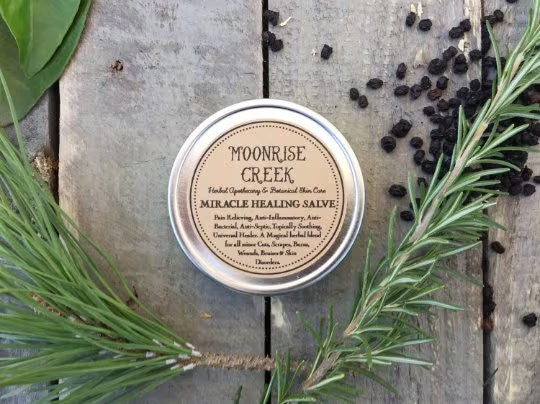 MOONRISE
CREEK
Herbal Apothecary & Botanical Skin Care
MIRACLE HEALING SALVE
Pain Relieving, Anti-Inflammatory, Anti-
Bacterial, Anti-Septic, Topically Soothing,
Universal Healer. A Magical herbal blend
for all minor Cuts, Scrapes, Burns,
Wounds, Bruises & Skin
Disorders.